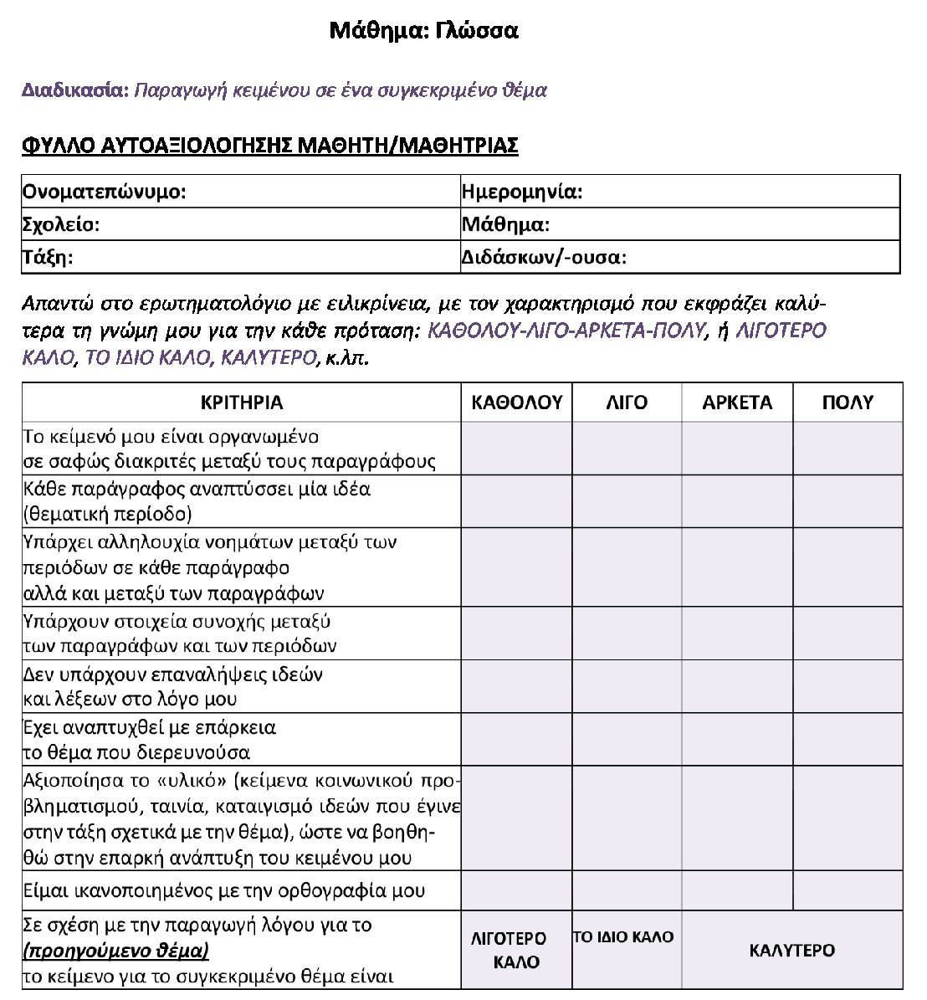 Μάθημα: Γλώσσα
Διαδικασία: Παραγωγή κειμένου σε ένα συγκεκριμένο θέμα
ΦΥΛΛΟ ΑΥΤΟΑΞΙΟΛΟΓΗΣΗΣ ΜΑΘΗΤΗ/ΜΑΘΗΤΡΙΑΣ
Ονοματεπώνυμο: Ημερομηνία:
Σχολείο: Μάθημα:
Τάξη: Διδάσκων/-ουσα:
Απαντώ στο ερωτηματολόγιο με ειλικρίνεια, με τον χαρακτηρισμό που εκφράζει καλύ-
τερα τη γνώμη μου για την κάθε πρόταση: ΚΑΘΟΛΟΥ-ΛΙΓΟ-ΑΡΚΕΤΑ-ΠΟΛΥ, ή ΛΙΓΟΤΕΡΟ
ΚΑΛΟ, ΤΟ ΙΔΙΟ ΚΑΛΟ, ΚΑΛΥΤΕΡΟ, κ.λπ.
ΚΡΙΤΗΡΙΑ ΚΑΘΟΛΟΥ ΛΙΓΟ ΑΡΚΕΤΑ ΠΟΛΥ
Το κείμενό μου είναι οργανωμένο
σε σαφώς διακριτές μεταξύ τους παραγράφους
Κάθε παράγραφος αναπτύσσει μία ιδέα
(θεματική περίοδο)
Υπάρχει αλληλουχία νοημάτων μεταξύ των
περιόδων σε κάθε παράγραφο
αλλά και μεταξύ των παραγράφων
Υπάρχουν στοιχεία συνοχής μεταξύ
των παραγράφων και των περιόδων
Δεν υπάρχουν επαναλήψεις ιδεών
και λέξεων στο λόγο μου
Έχει αναπτυχθεί με επάρκεια
το θέμα που διερευνούσα
Αξιοποίησα το «υλικό» (κείμενα κοινωνικού προ-
βληματισμού, ταινία, καταιγισμό ιδεών που έγινε
στην τάξη σχετικά με την θέμα), ώστε να βοηθη-
θώ στην επαρκή ανάπτυξη του κειμένου μου
Είμαι ικανοποιημένος με την ορθογραφία μου
Σε σχέση με την παραγωγή λόγου για το
(προηγούμενο θέμα)
το κείμενο για το συγκεκριμένο θέμα είναι
ΛΙΓΟΤΕΡΟ
ΚΑΛΟ
ΤΟ ΙΔΙΟ ΚΑΛΟ
ΚΑΛΥΤΕΡΟ